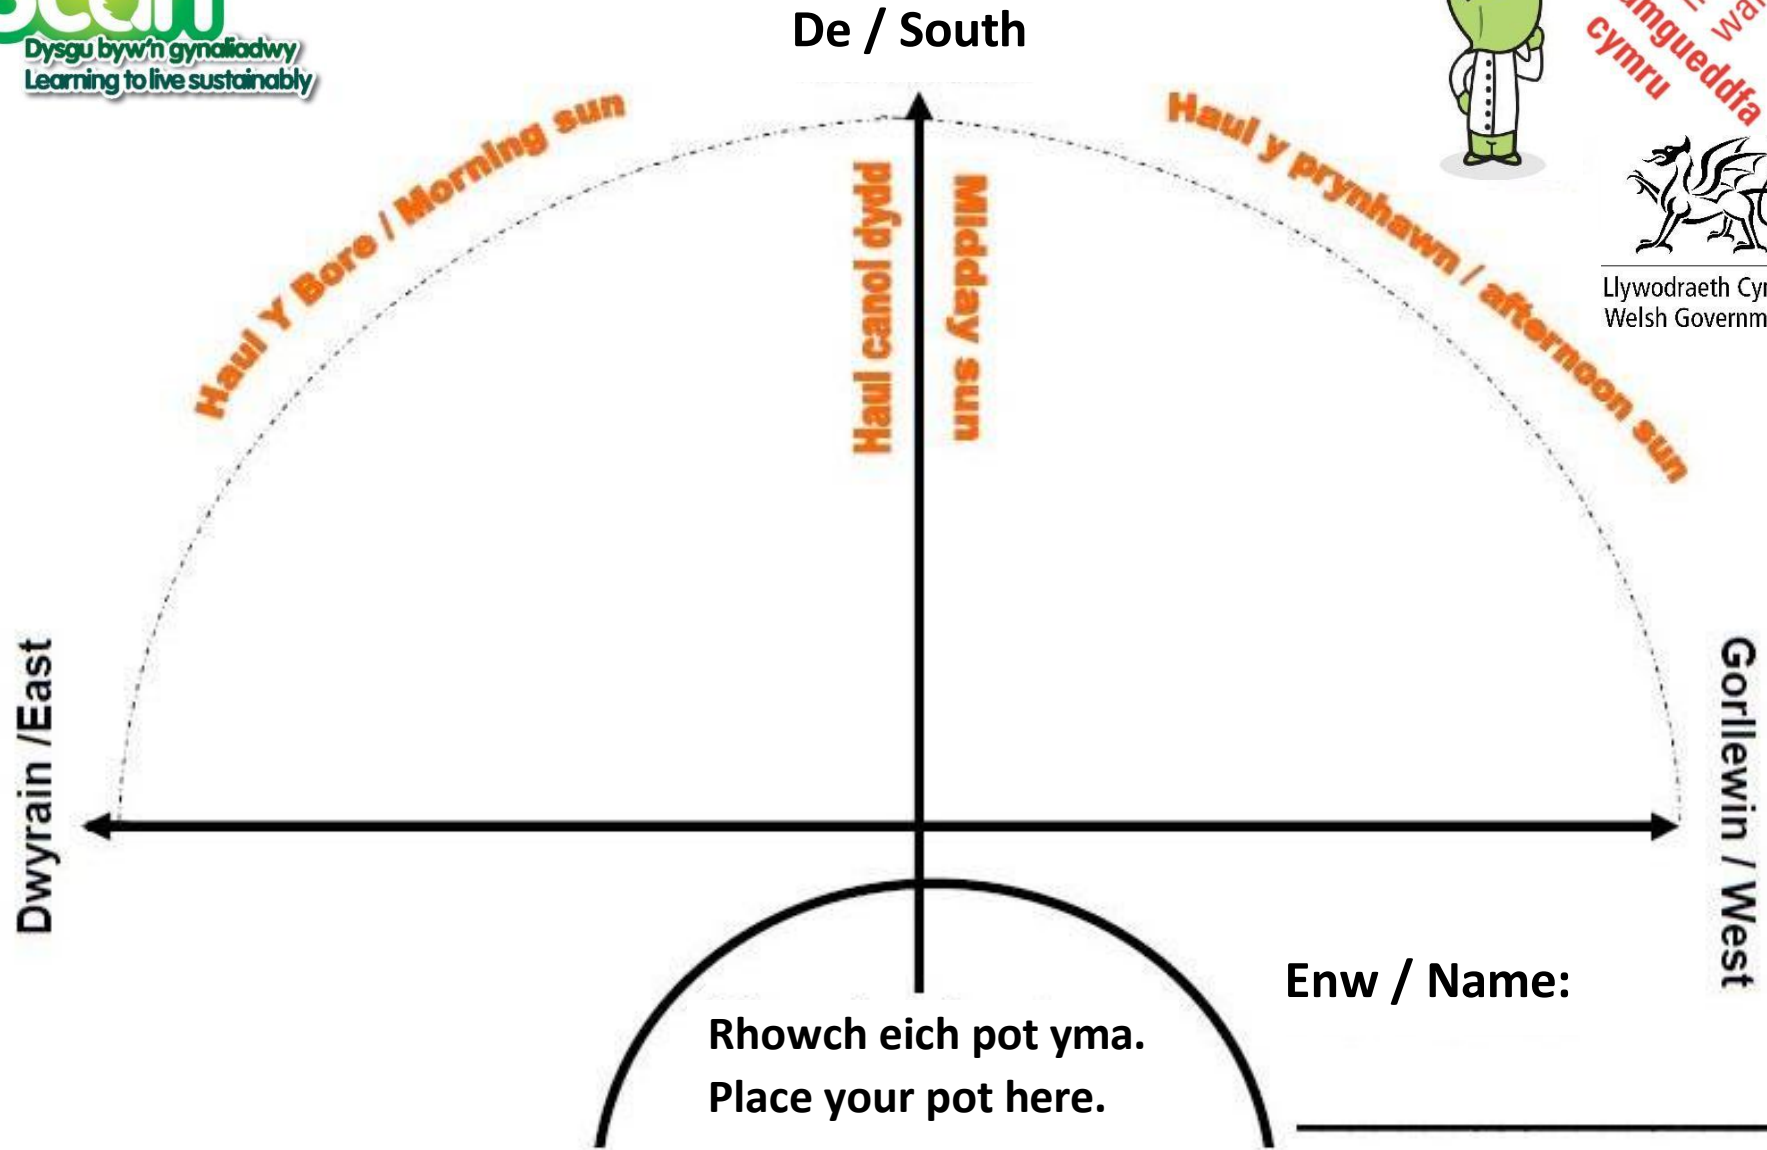 Dysgu byw'n gynaliadwy
Learning to live sustainably
De / South
cymru
Haul Y Bore / Morning sun
Haul canol dydd
Midday sun
Haul y prynhawn / afternoon sun
Llywodraeth
Welsh
Dwyrain /East
Gorllewin / West
Enw / Name:
Rhowch eich pot yma.
Place your pot here.